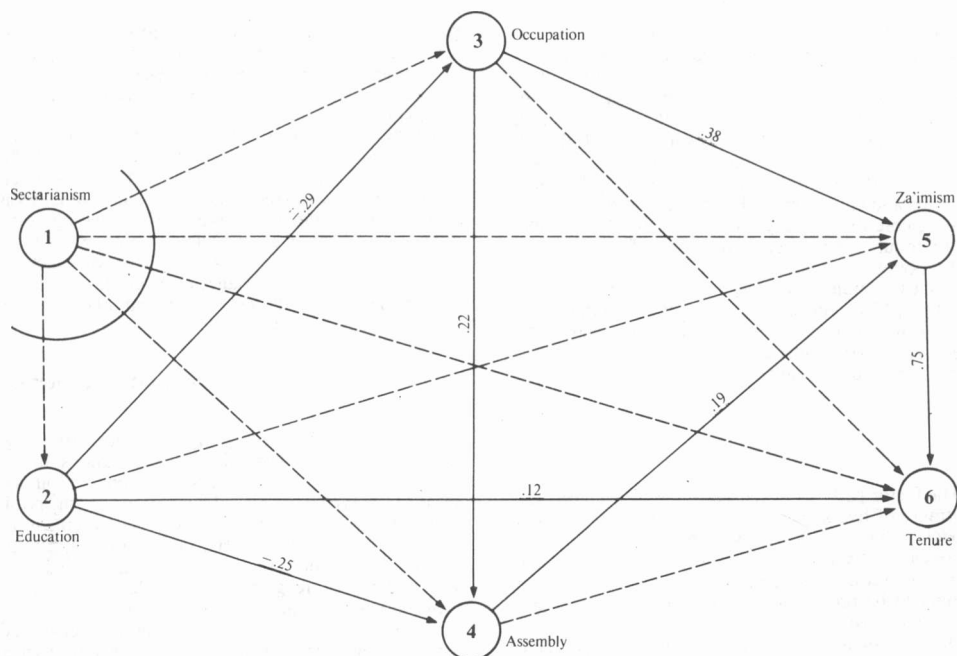 3
Occupation
.38
Sectarianism
1
-.29
Za'imism
5
.22
.75
.19
2
Education
.12
6
Tenure
-.25
4
Assembly